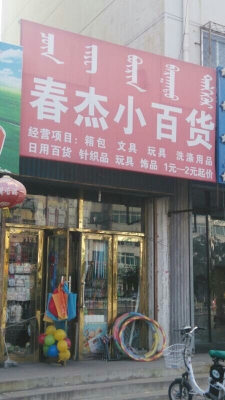 春杰小百货
经营项目：箱包 文具 玩具 洗涤用品
日用百货 针织品 玩具 饰品 1元—2元起价